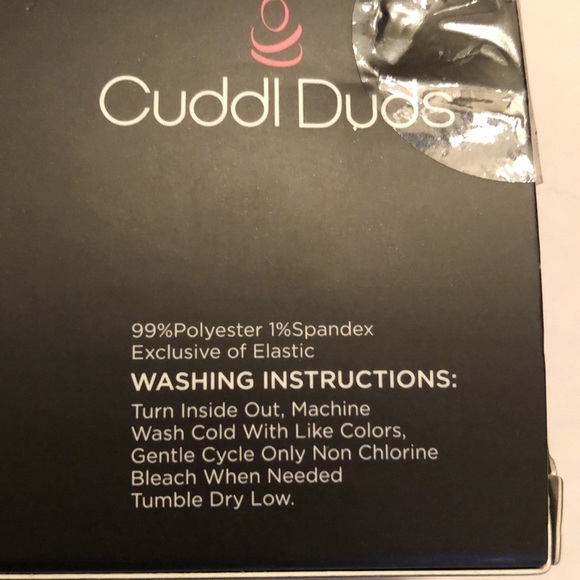 Cuddl Duds
99%Polyester 1%Spandex
Exclusive of Elastic
WASHING INSTRUCTIONS:
Turn Inside Out, Machine
Wash Cold With Like Colors,
Gentle Cycle Only Non Chlorine
Bleach When Needed
Tumble Dry Low.